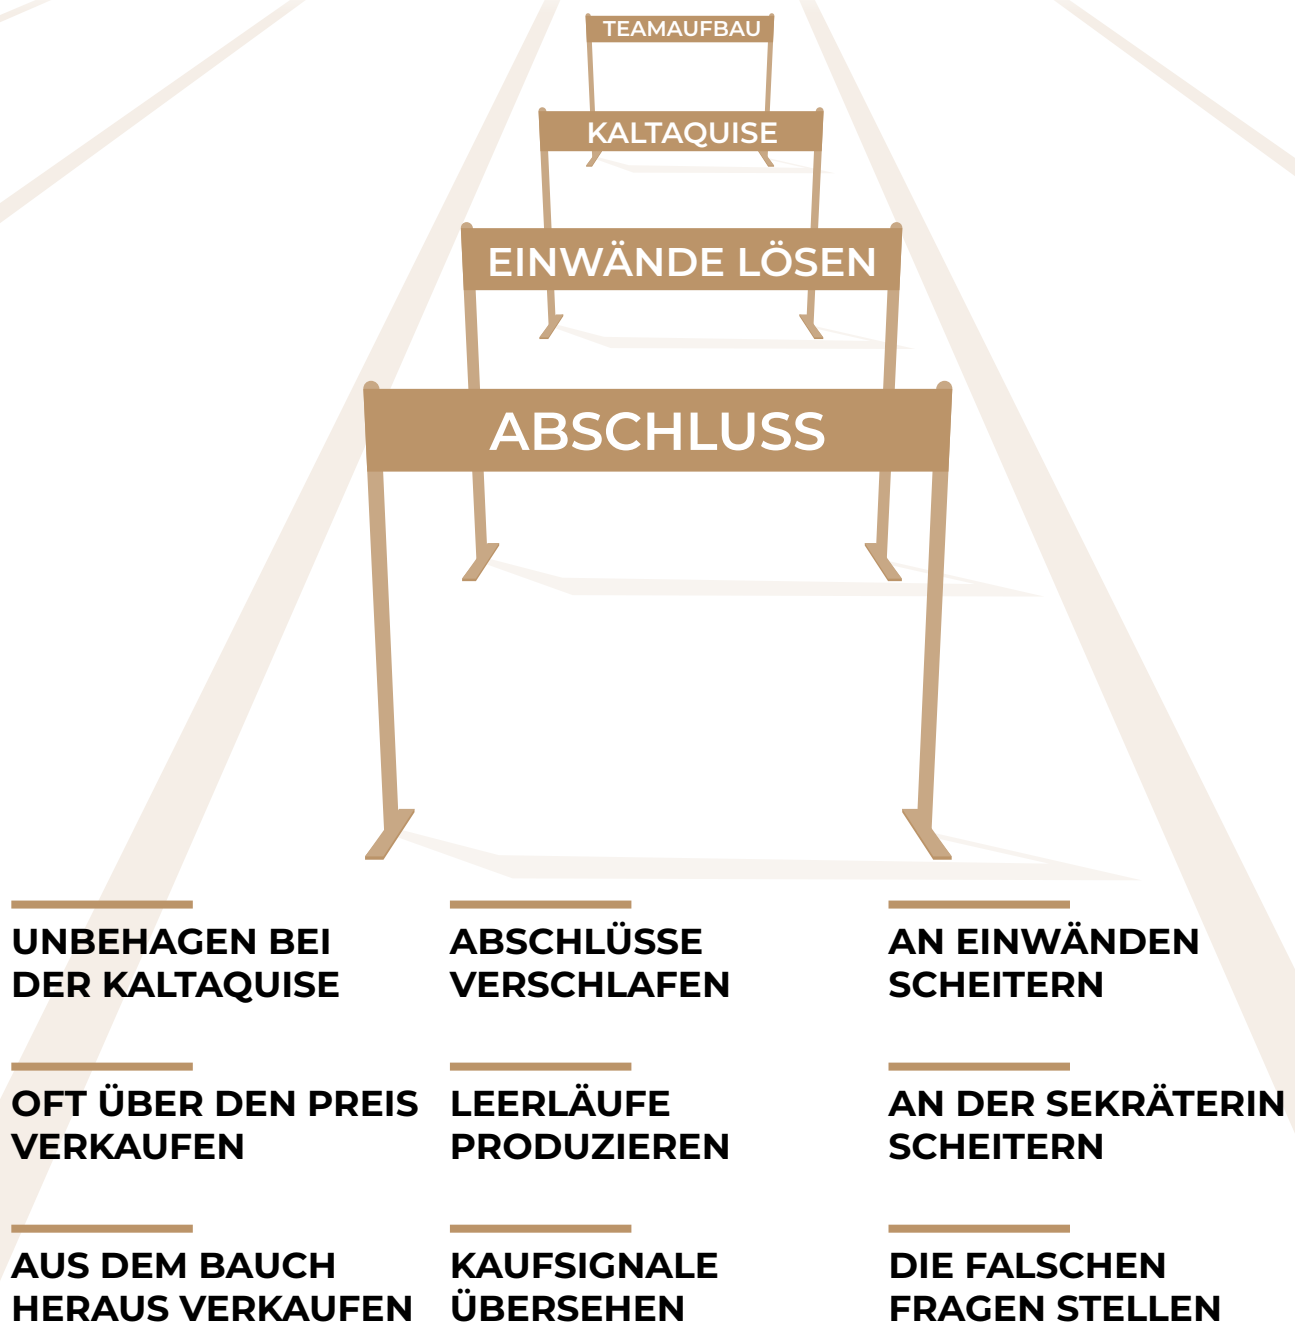 TEAMAUFBAU
KALTAQUISE
EINWÄNDE LÖSEN
ABSCHLUSS
UNBEHAGEN BEI
DER KALTAQUISE
ABSCHLÜSSE
VERSCHLAFEN
AN EINWÄNDEN
SCHEITERN
OFT ÜBER DEN PREIS
VERKAUFEN
LEERLÄUFE
PRODUZIEREN
AN DER SEKRÄTERIN
SCHEITERN
AUS DEM BAUCH
HERAUS VERKAUFEN
KAUFSIGNALE
ÜBERSEHEN
DIE FALSCHEN
FRAGEN STELLEN